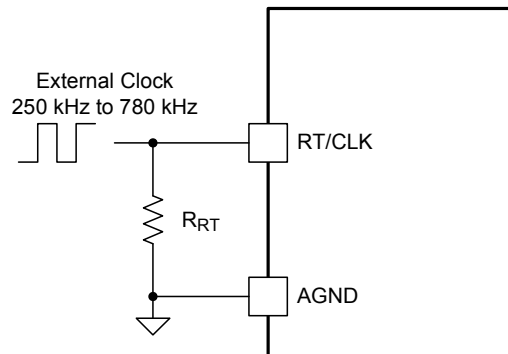 External Clock
250 kHz to 780 kHz
RT/CLK
RRT
AGND